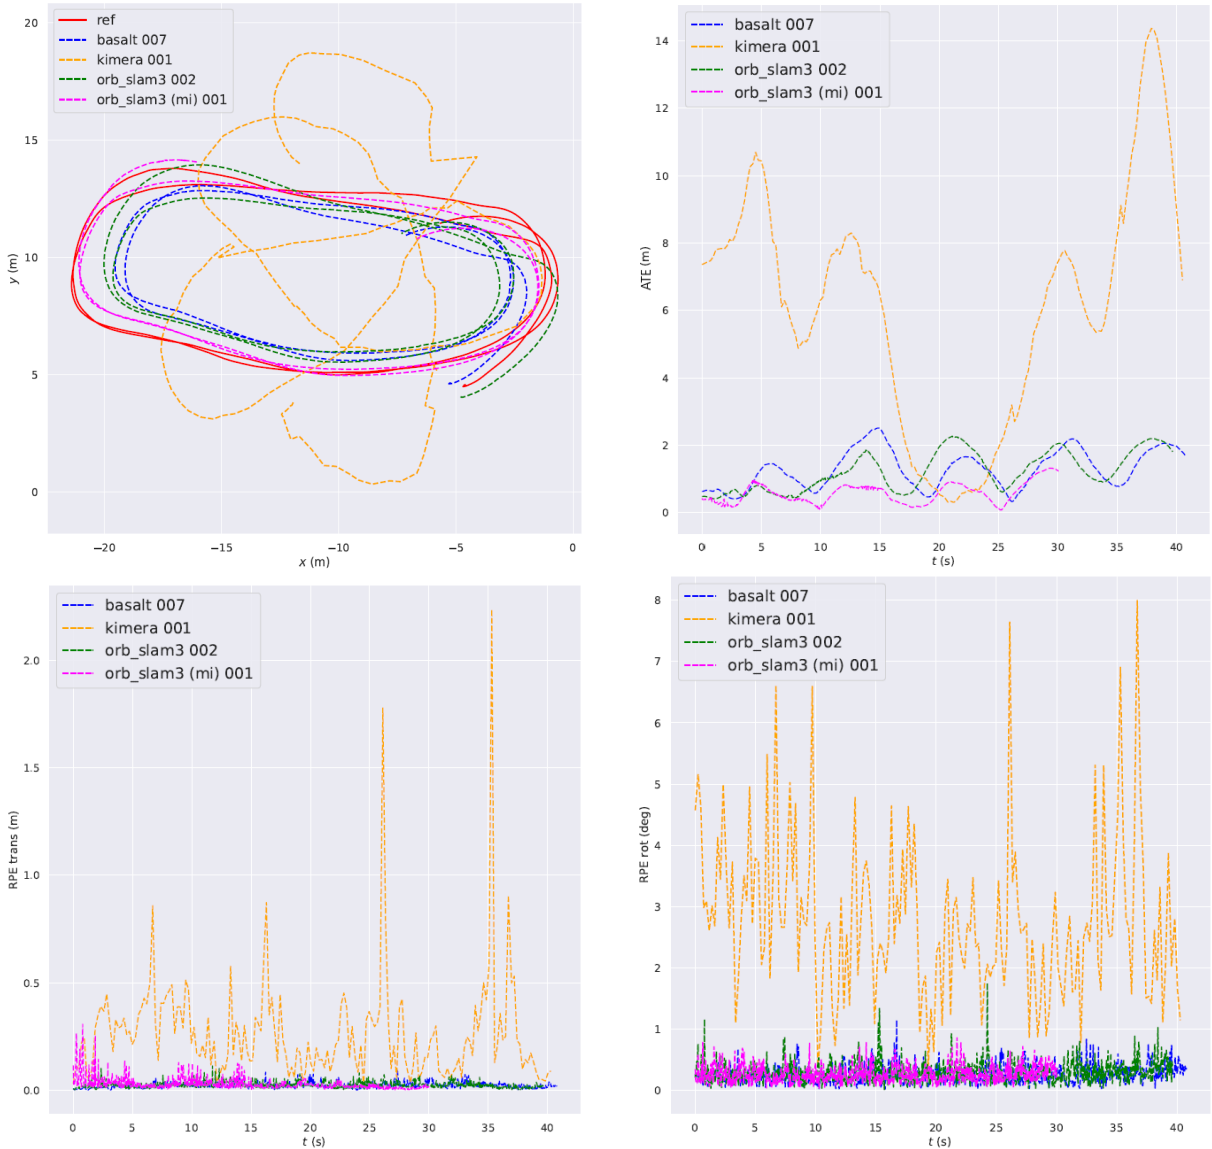 ref
basalt 007
kimera 001
orb_slam3 002
orb_slam3 (mi) 001
20
15
10
5
0
y (m)
−20
−15
−10
−5
0
x (m)
basalt 007
kimera 001
orb_slam3 002
orb_slam3 (mi) 001
14
12
10
8
6
4
2
0
ATE (m)
0
5
10
15
20
25
30
35
40
t (s)
basalt 007
kimera 001
orb_slam3 002
orb_slam3 (mi) 001
2.0
1.5
1.0
0.5
0.0
RPE trans (m)
0
5
10
15
20
25
30
35
40
t (s)
basalt 007
kimera 001
orb_slam3 002
orb_slam3 (mi) 001
8
7
6
5
4
3
2
1
0
RPE rot (deg)
0
5
10
15
20
25
30
35
40
t (s)